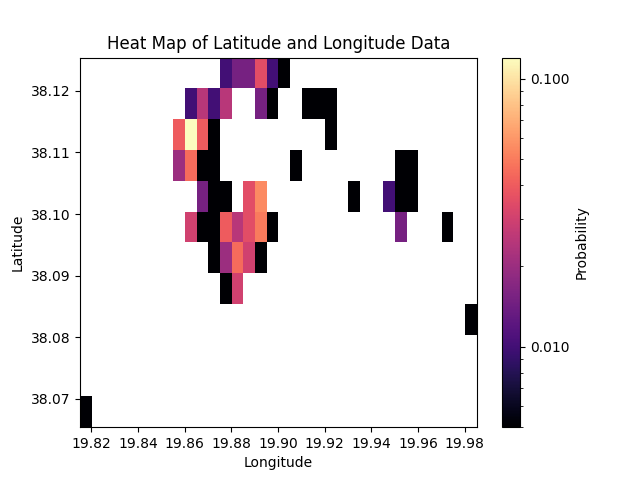 Heat Map of Latitude and Longitude Data
38.12
38.11
38.10
38.09
38.08
38.07
Latitude
19.82 19.84 19.86 19.88 19.90 19.92 19.94 19.96 19.98
Longitude
0.100
0.010
Probability